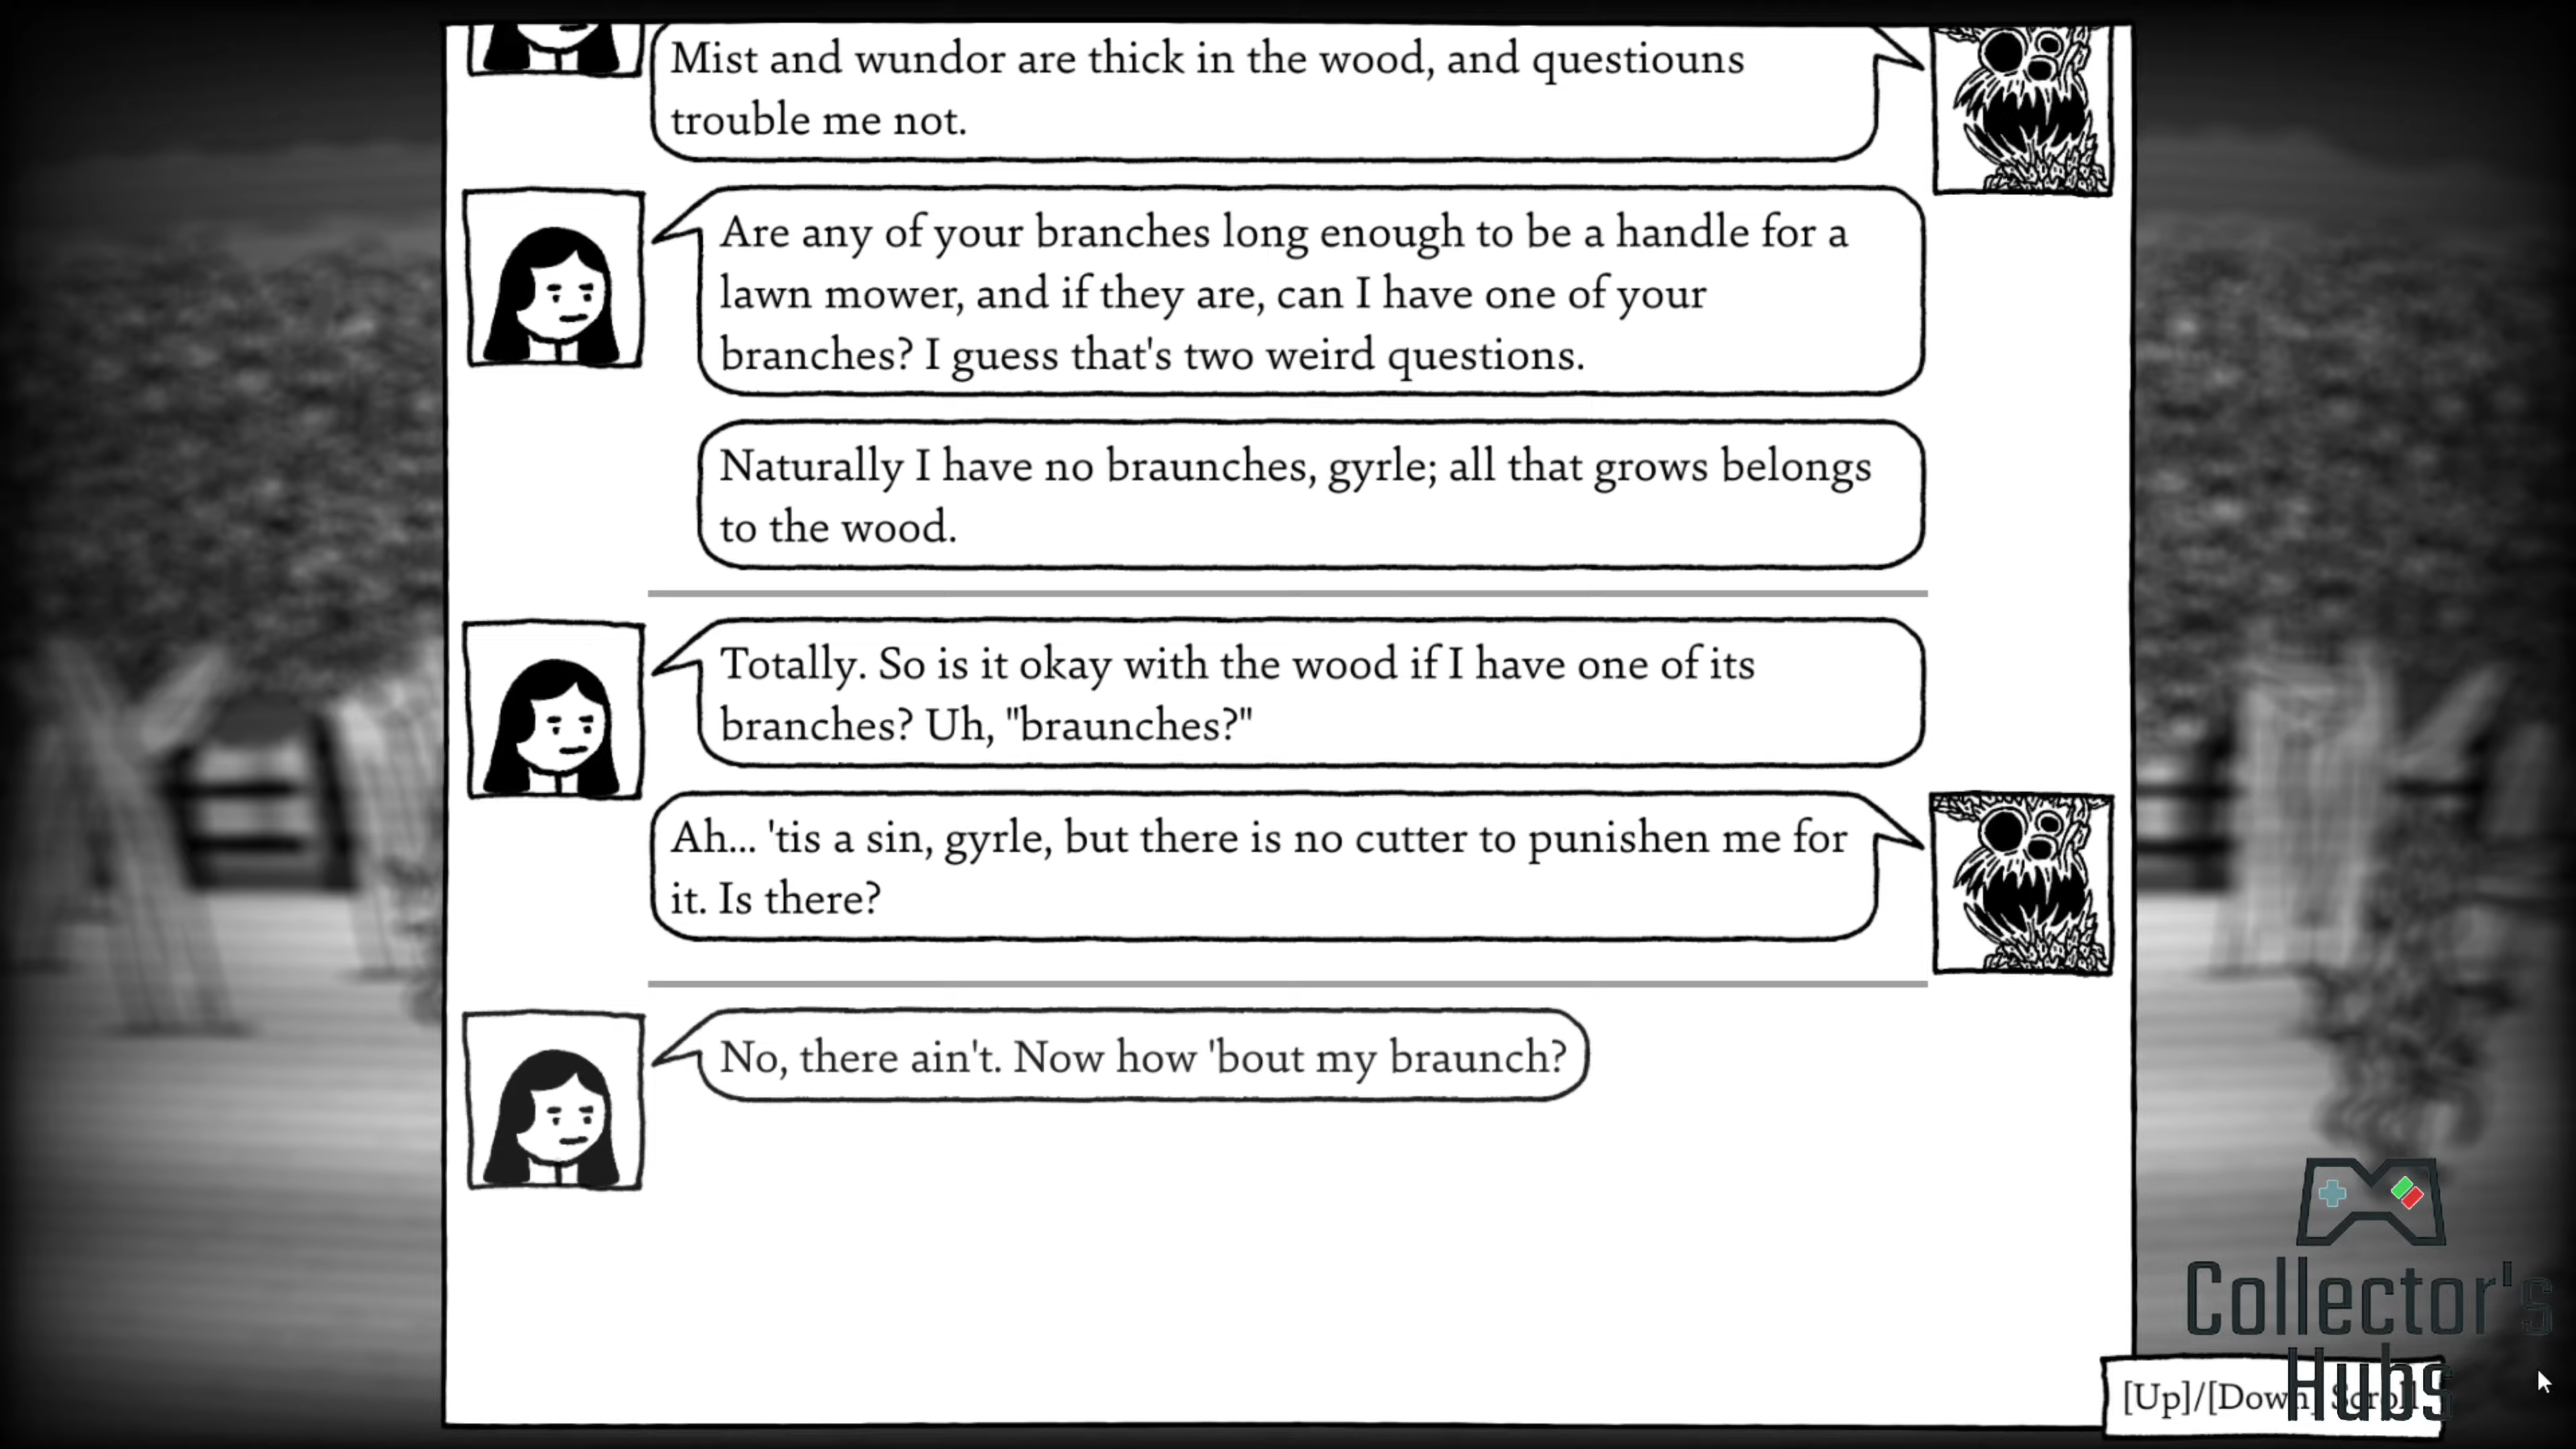 Mist and wundor are thick in the wood, and questiouns
trouble me not.
Are any of your branches long enough to be a handle for a
lawn mower, and if they are, can I have one of your
branches? I guess that's two weird questions.
Naturally I have no braunches, gyrle; all that grows belongs
to the wood.
Totally. So is it okay with the wood if I have one of its
branches? Uh, "braunches?"
Ah... 'tis a sin, gyrle, but there is no cutter to punishen me for
it. Is there?
No, there ain't. Now how 'bout my braunch?
Collector's
Hubs
[Up]/[Down] Scroll